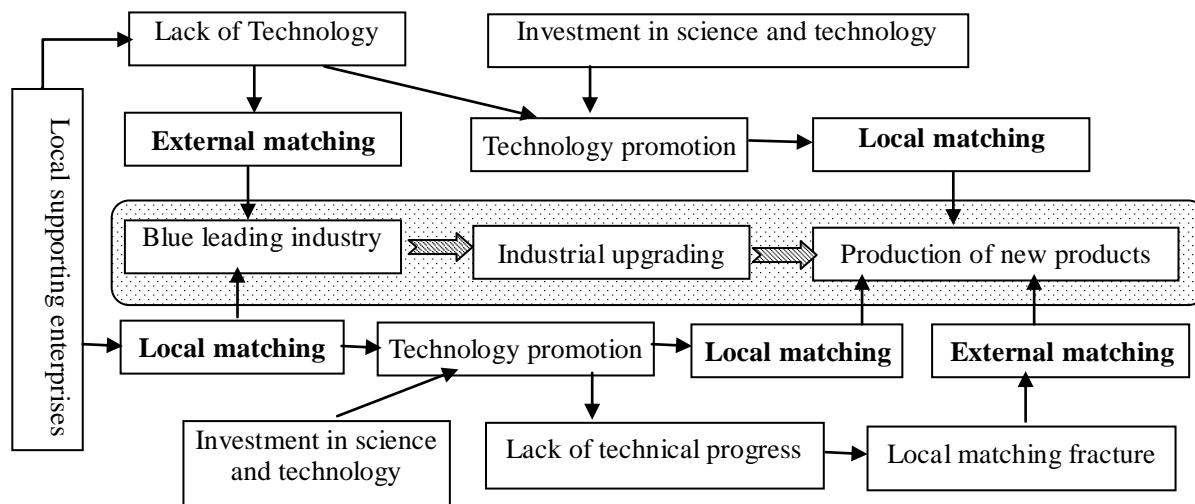 Lack of Technology
Investment in science and technology
Local supporting enterprises
External matching
Technology promotion
Local matching
Blue leading industry
Industrial upgrading
Production of new products
Local matching
Technology promotion
Local matching
External matching
Investment in science
and technology
Lack of technical progress
Local matching fracture